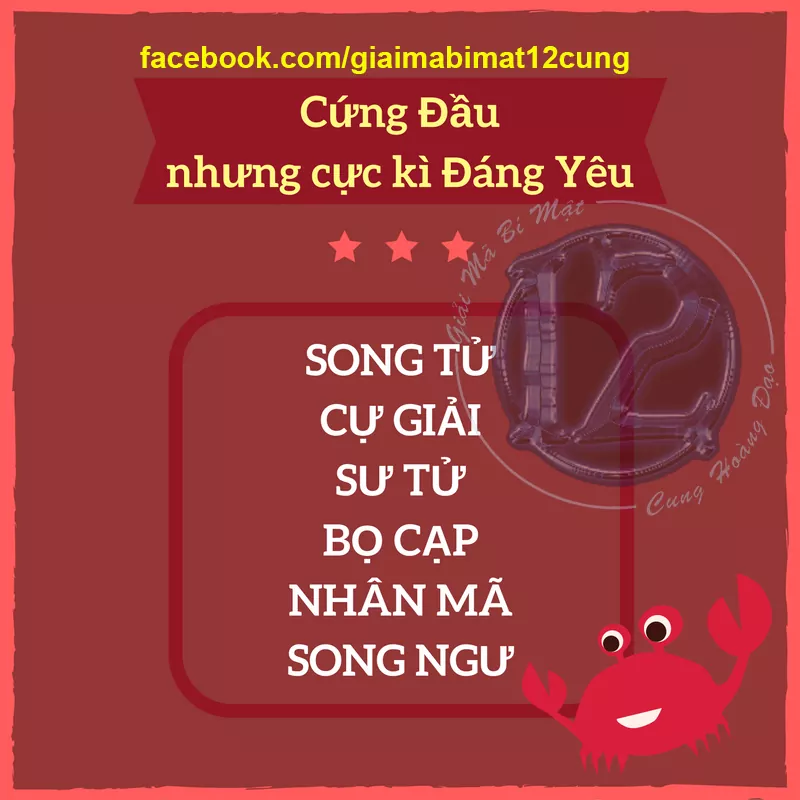 facebook.com/giaimabimat12cung
Cứng Đầu
nhưng cực kì Đáng Yêu
Giải Mã Bí Mật
12
Cung Hoàng Đạo
SONG TỬ
CỰ GIẢI
SƯ TỬ
BỌ CẠP
NHÂN MÃ
SONG NGƯ